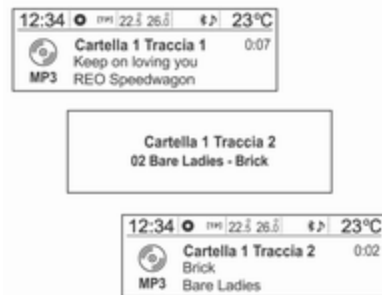 12:34 [TP] 22.5 26.0 23°C
Cartella 1 Traccia 1 0:07
Keep on loving you
MP3 REO Speedwagon
Cartella 1 Traccia 2
02 Bare Ladies - Brick
12:34 22.5 26.0 23°C
Cartella 1 Traccia 2 0:02
Brick
MP3 Bare Ladies